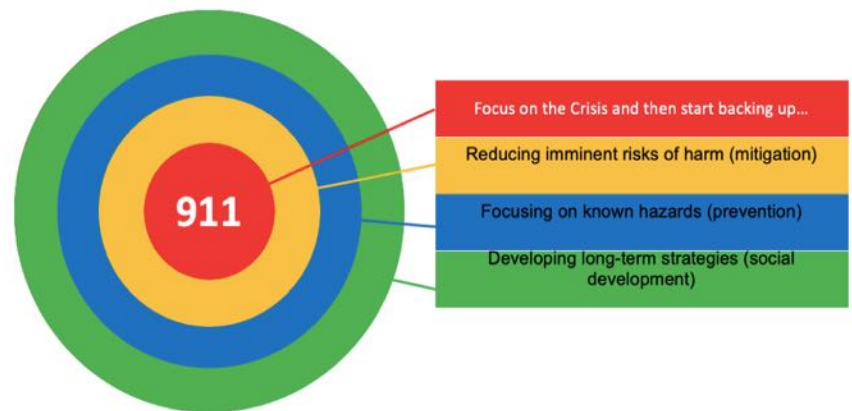 911
Focus on the Crisis and then start backing up...
Reducing imminent risks of harm (mitigation)
Focusing on known hazards (prevention)
Developing long-term strategies (social
development)